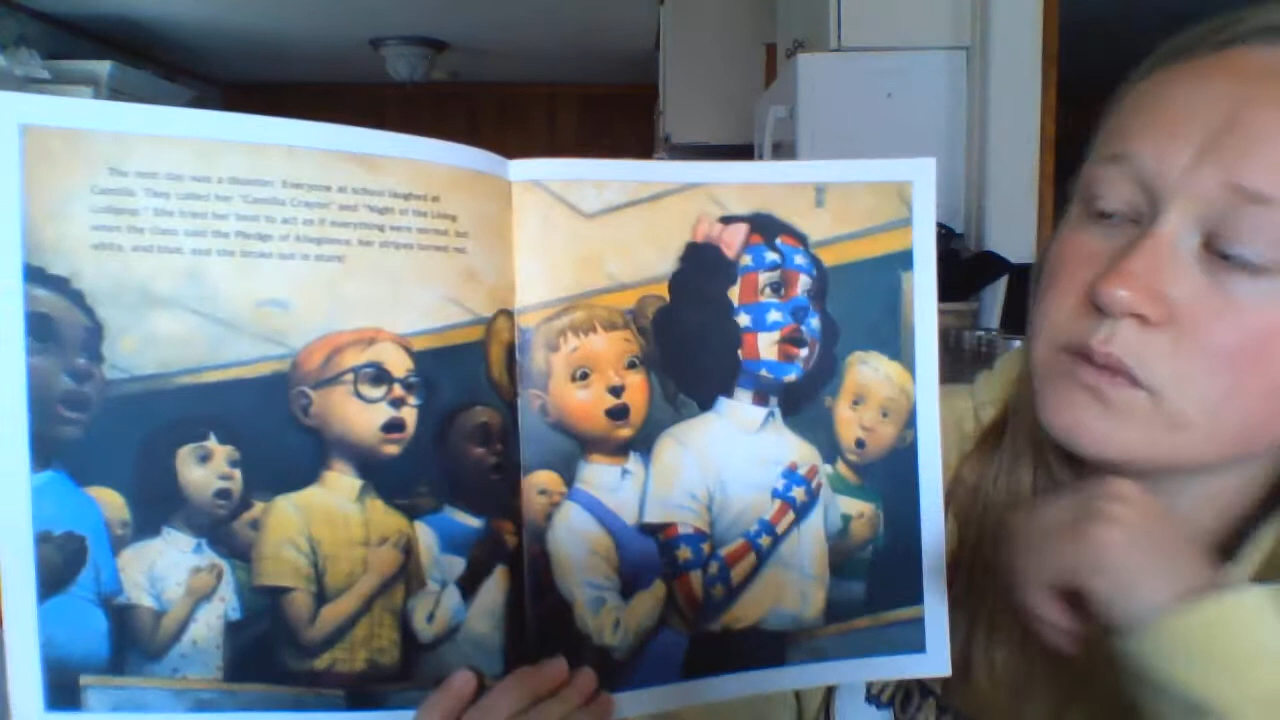 The next day was a disaster. Everyone at school laughed at
Camilla. They called her "Camilla Crayon" and "Night of the Living
Lollipop." She tried her best to act as if everything were normal, but
when the class said the Pledge of Allegiance, her stripes turned red,
white, and blue, and she broke out in stars!